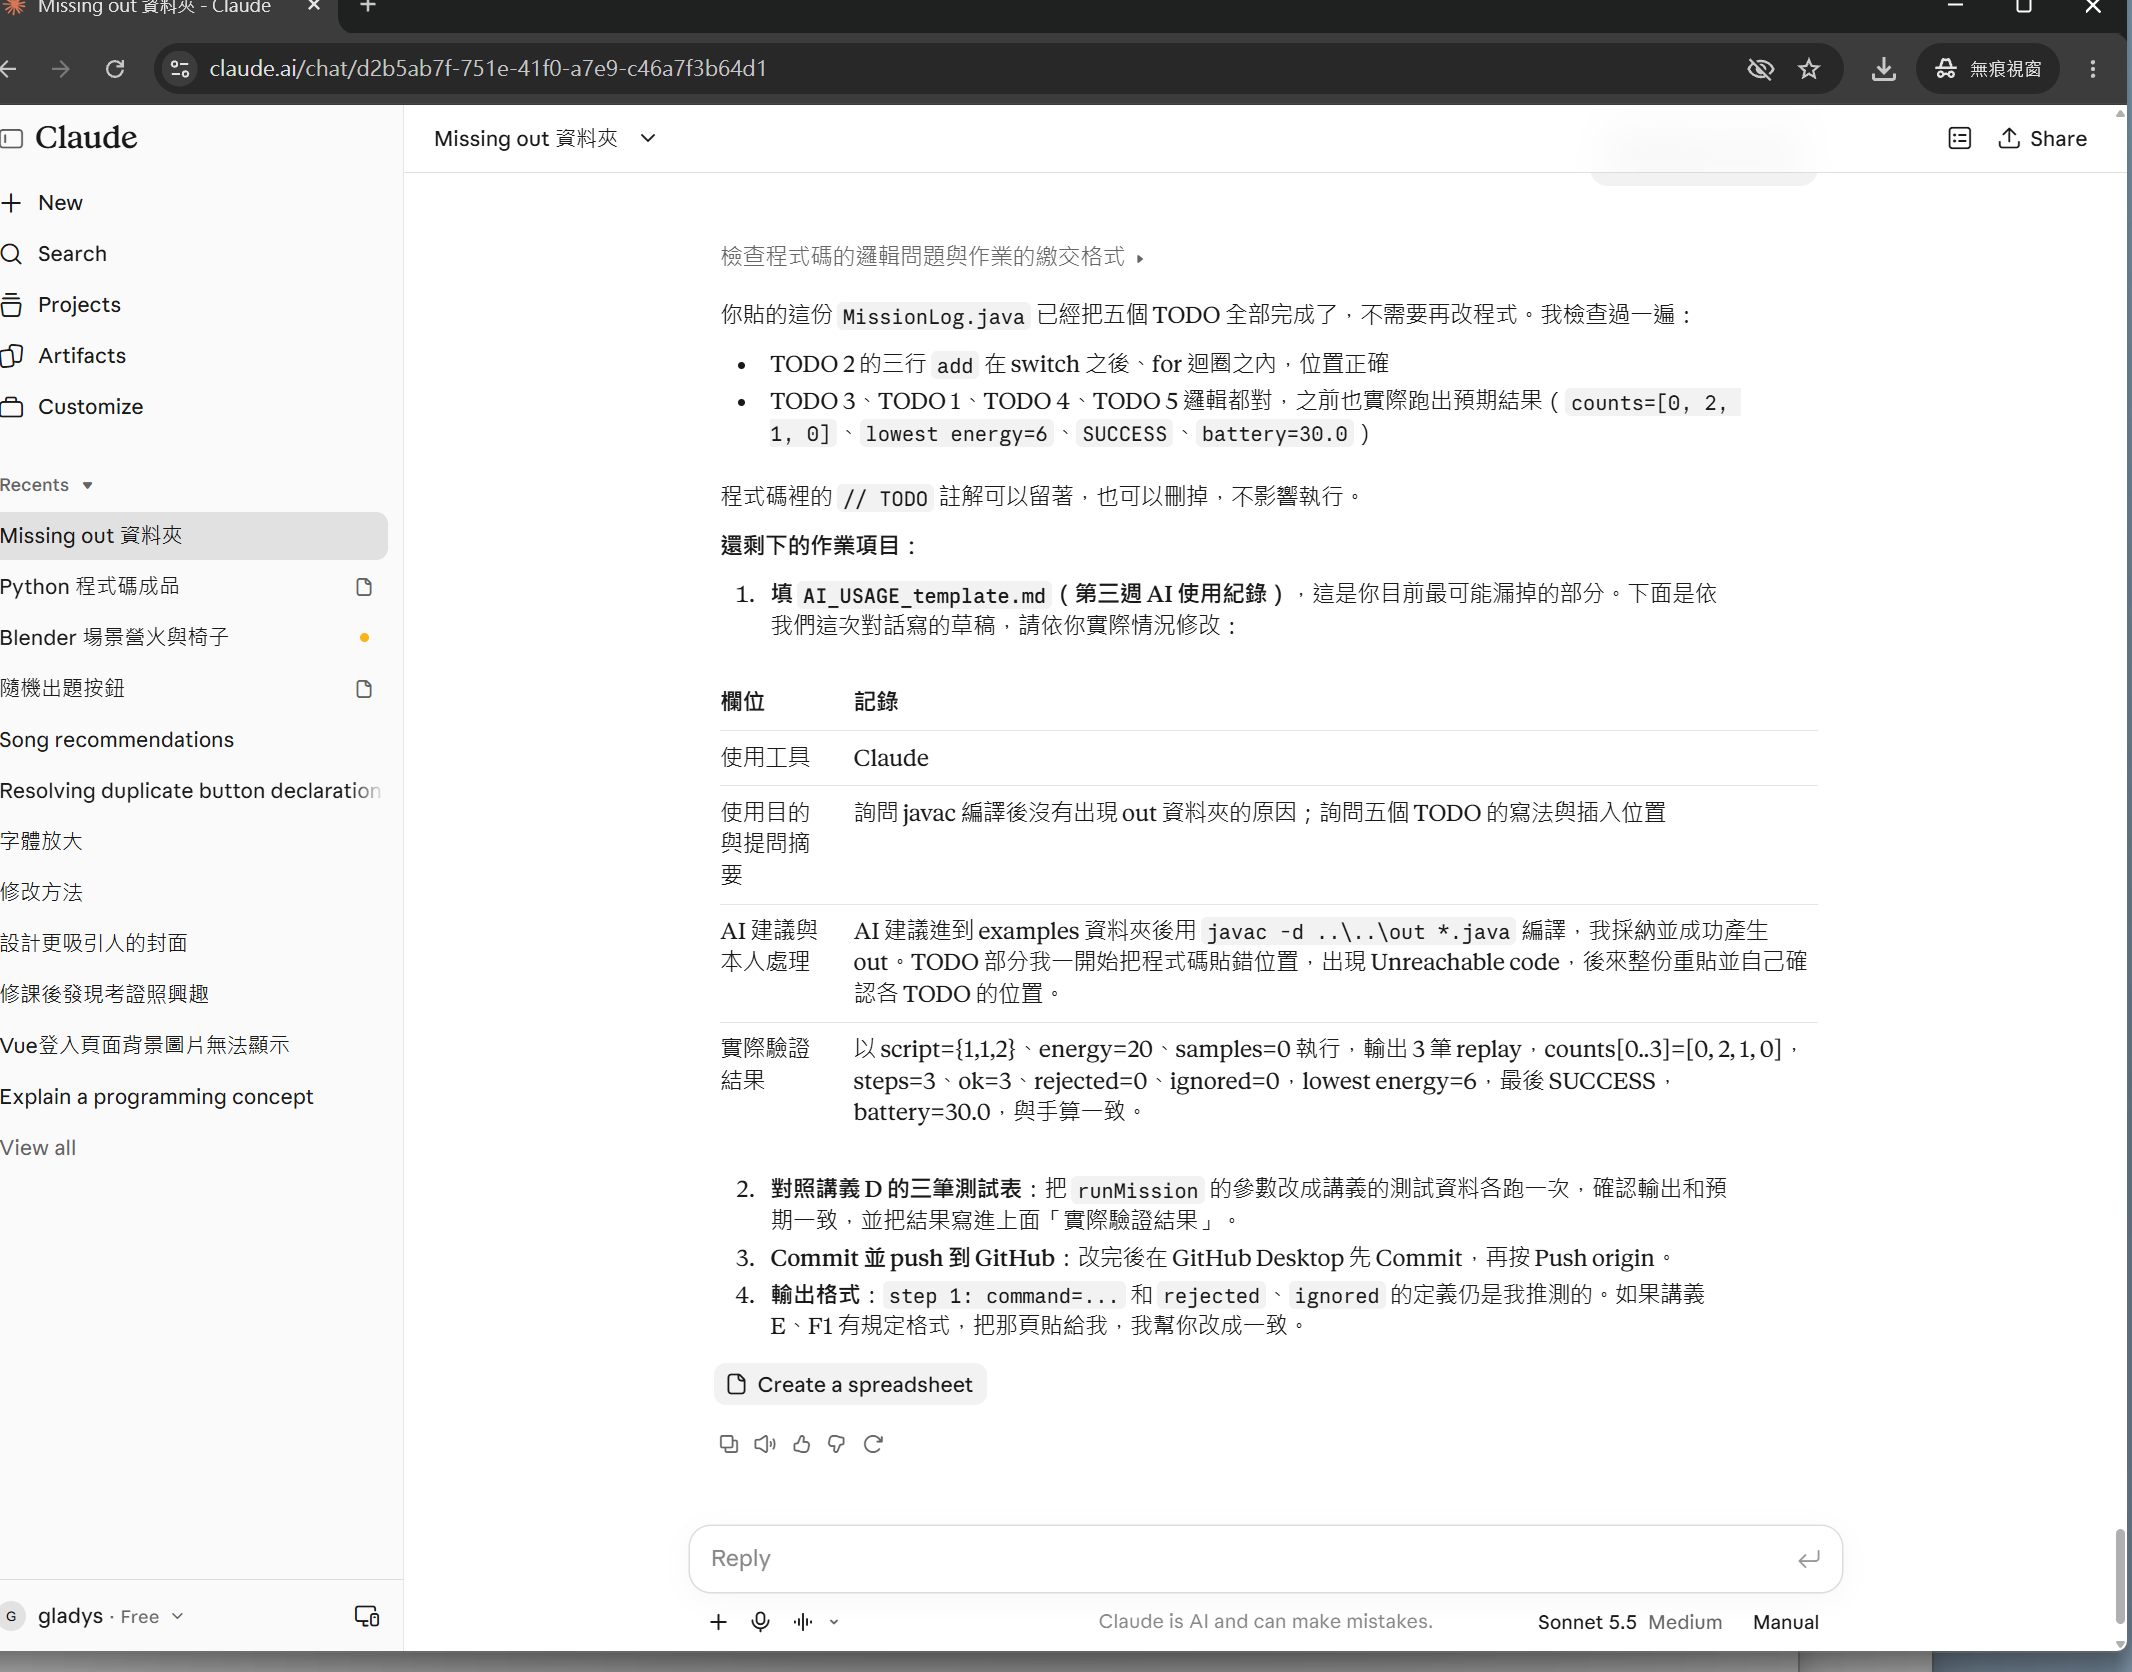 Missing out 資料夾 - Claude
claude.ai/chat/d2b5ab7f-751e-41f0-a7e9-c46a7f3b64d1
無痕視窗
Claude
New
Search
Projects
Artifacts
Customize
Recents
Missing out 資料夾
Python 程式碼成品
Blender 場景營火與椅子
隨機出題按鈕
Song recommendations
Resolving duplicate button declaration
字體放大
修改方法
設計更吸引人的封面
修課後發現考證照興趣
Vue登入頁面背景圖片無法顯示
Explain a programming concept
View all
G gladys · Free
Missing out 資料夾
Share
檢查程式碼的邏輯問題與作業的繳交格式
你貼的這份 MissionLog.java 已經把五個 TODO 全部完成了，不需要再改程式。我檢查過一遍：
• TODO 2 的三行 add 在 switch 之後、for 迴圈之內，位置正確
• TODO 3、TODO 1、TODO 4、TODO 5 邏輯都對，之前也實際跑出預期結果（counts=[0, 2,
1, 0]、lowest energy=6、SUCCESS、battery=30.0）
程式碼裡的 // TODO 註解可以留著，也可以刪掉，不影響執行。
還剩下的作業項目：
1. 填 AI_USAGE_template.md（第三週 AI 使用紀錄），這是你目前最可能漏掉的部分。下面是依
我們這次對話寫的草稿，請依你實際情況修改：
欄位 記錄
使用工具 Claude
使用目的 詢問 javac 編譯後沒有出現 out 資料夾的原因；詢問五個 TODO 的寫法與插入位置
與提問摘
要
AI 建議與 AI 建議進到 examples 資料夾後用 javac -d ..\..\out *.java 編譯，我採納並成功產生
本人處理 out。TODO 部分我一開始把程式碼貼錯位置，出現 Unreachable code，後來整份重貼並自己確
認各 TODO 的位置。
實際驗證 以 script={1,1,2}、energy=20、samples=0 執行，輸出 3 筆 replay，counts[0..3]=[0, 2, 1, 0]，
結果 steps=3、ok=3、rejected=0、ignored=0，lowest energy=6，最後 SUCCESS，
battery=30.0，與手算一致。
2. 對照講義 D 的三筆測試表：把 runMission 的參數改成講義的測試資料各跑一次，確認輸出和預
期一致，並把結果寫進上面「實際驗證結果」。
3. Commit 並 push 到 GitHub：改完後在 GitHub Desktop 先 Commit，再按 Push origin。
4. 輸出格式：step 1: command=... 和 rejected、ignored 的定義仍是我推測的。如果講義
E、F1 有規定格式，把那頁貼給我，我幫你改成一致。
Create a spreadsheet
Reply
Claude is AI and can make mistakes.
Sonnet 5.5 Medium
Manual